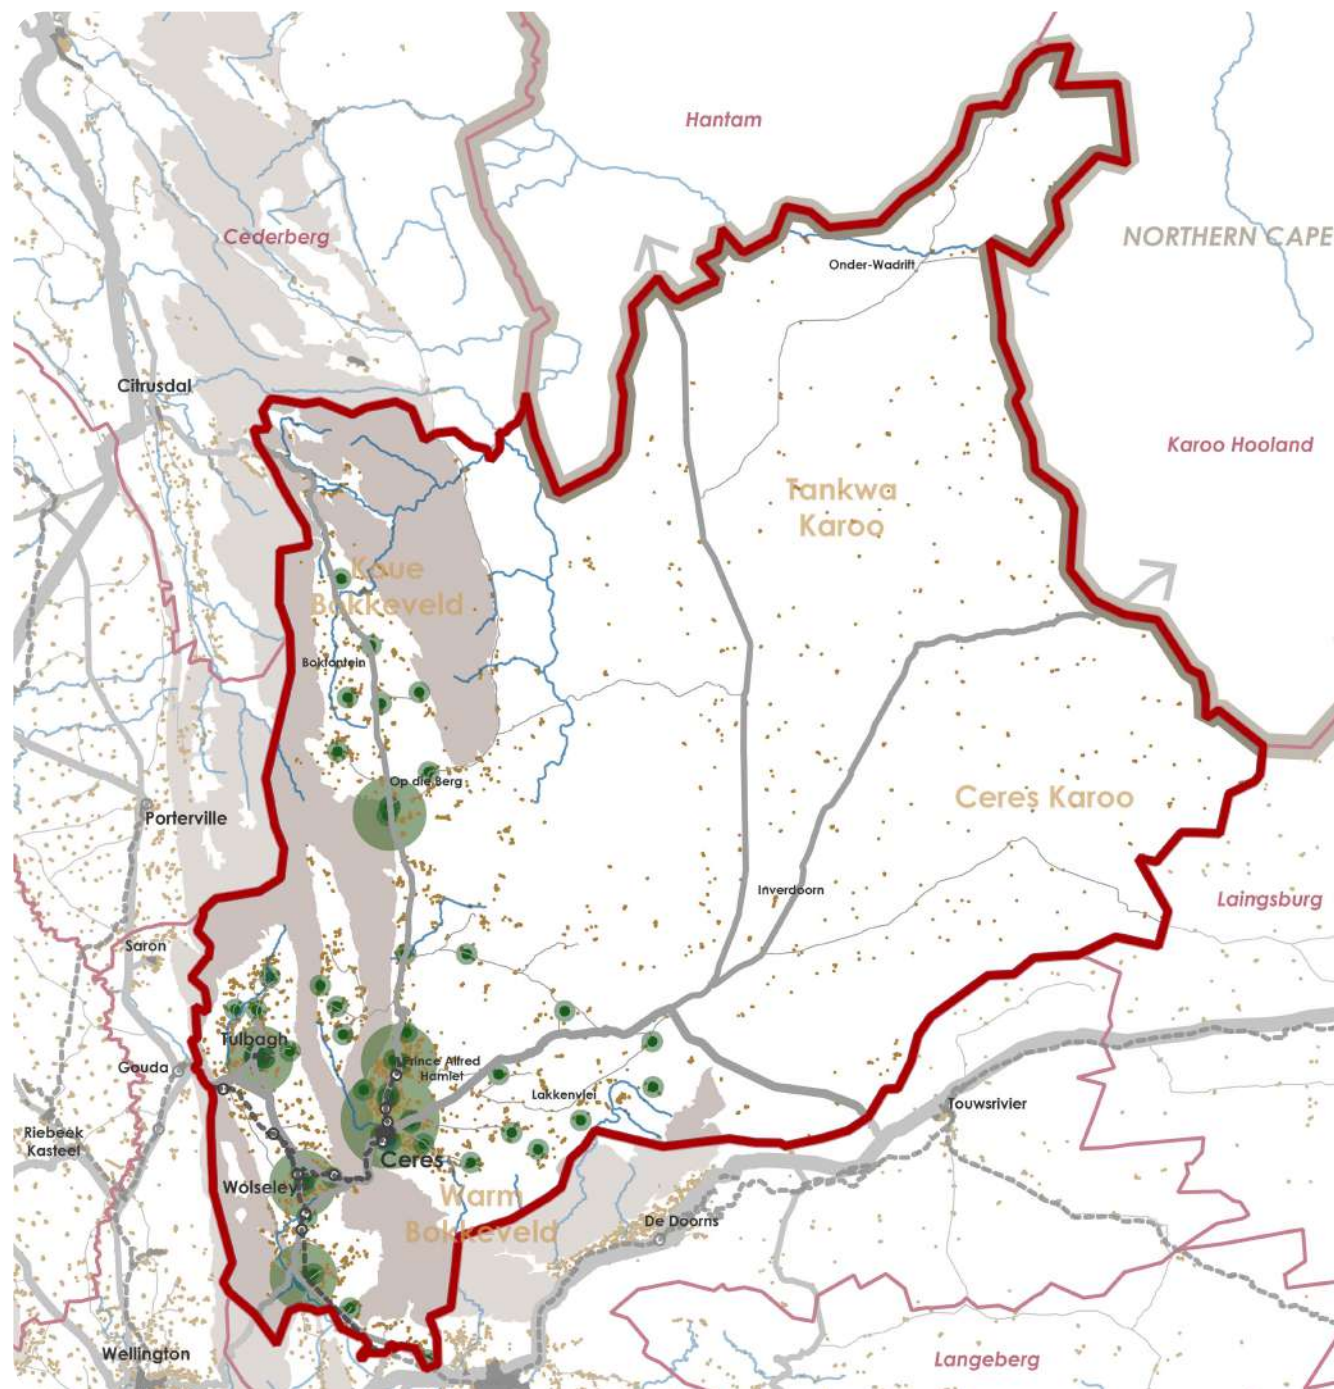 Hantam
Cederberg
NORTHERN CAPE
Onder-Wadrift
Citrusdal
Karoo Hooland
Tankwa
Karoo
Koue
Bokkeveld
Bokfontein
Op die Berg
Ceres Karoo
Porterville
Inverdoorn
Laingsburg
Saron
Tulbagh
Prince Alfred
Hamlet
Gouda
Lakkenvlei
Touwsrivier
Riebeek
Kasteel
Ceres
Wolseley
Warm
Bokkeveld
De Doorns
Wellington
Langeberg